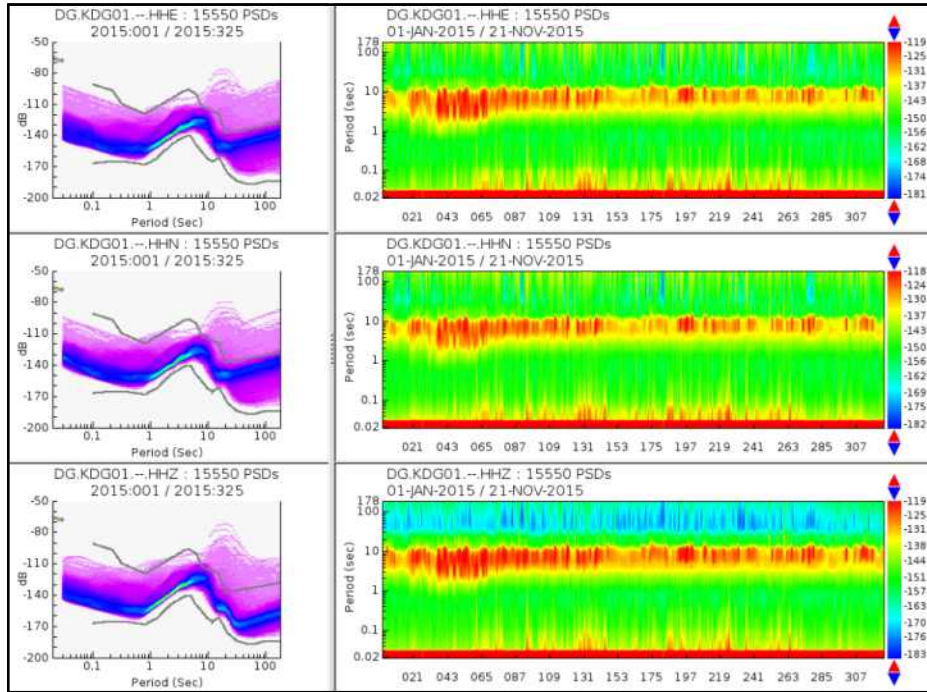 DG.KDG01.--.HHE : 15550 PSDs
2015:001 / 2015:325
-50
-80
-110
-140
-170
-200
dB
0.1 1 10 100
Period (Sec)
DG.KDG01.--.HHE : 15550 PSDs
01-JAN-2015 / 21-NOV-2015
178
100
10
1
0.1
0.02
Period (sec)
021 043 065 087 109 131 153 175 197 219 241 263 285 307
-119
-125
-131
-137
-143
-149
-156
-162
-168
-174
-181
DG.KDG01.--.HHN : 15550 PSDs
2015:001 / 2015:325
-50
-80
-110
-140
-170
-200
dB
0.1 1 10 100
Period (Sec)
DG.KDG01.--.HHN : 15550 PSDs
01-JAN-2015 / 21-NOV-2015
178
100
10
1
0.1
0.02
Period (sec)
021 043 065 087 109 131 153 175 197 219 241 263 285 307
-118
-124
-130
-137
-143
-150
-156
-163
-169
-176
-182
DG.KDG01.--.HHZ : 15550 PSDs
2015:001 / 2015:325
-50
-80
-110
-140
-170
-200
dB
0.1 1 10 100
Period (Sec)
DG.KDG01.--.HHZ : 15550 PSDs
01-JAN-2015 / 21-NOV-2015
178
100
10
1
0.1
0.02
Period (sec)
021 043 065 087 109 131 153 175 197 219 241 263 285 307
-119
-125
-131
-138
-144
-151
-157
-163
-170
-176
-183